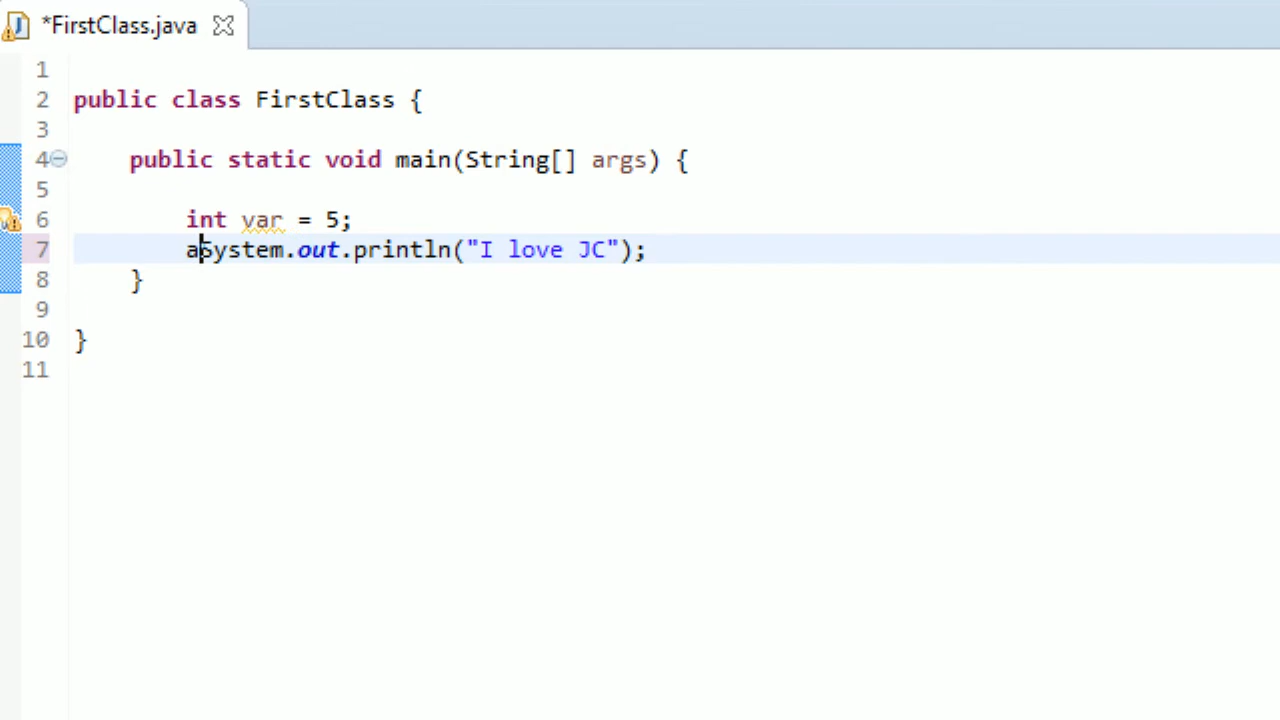 *FirstClass.java
1
2 public class FirstClass {
3
4 public static void main(String[] args) {
5
6 int var = 5;
7 aSystem.out.println("I love JC");
8 }
9
10 }
11